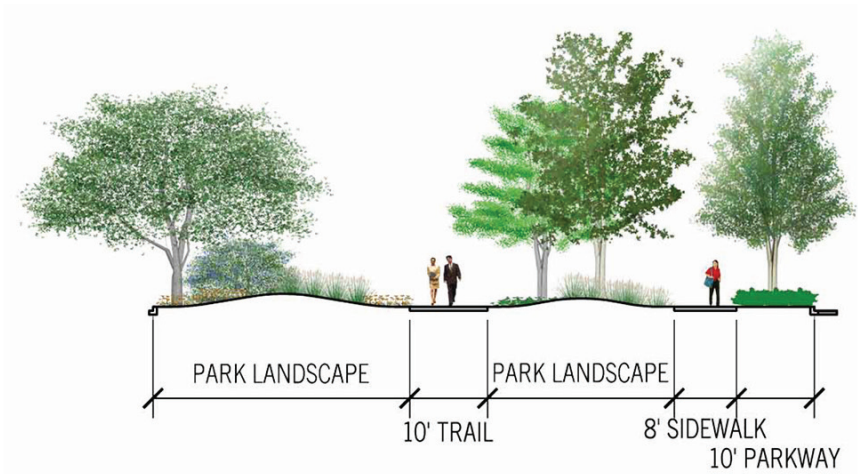 PARK LANDSCAPE
10' TRAIL
PARK LANDSCAPE
8' SIDEWALK
10' PARKWAY